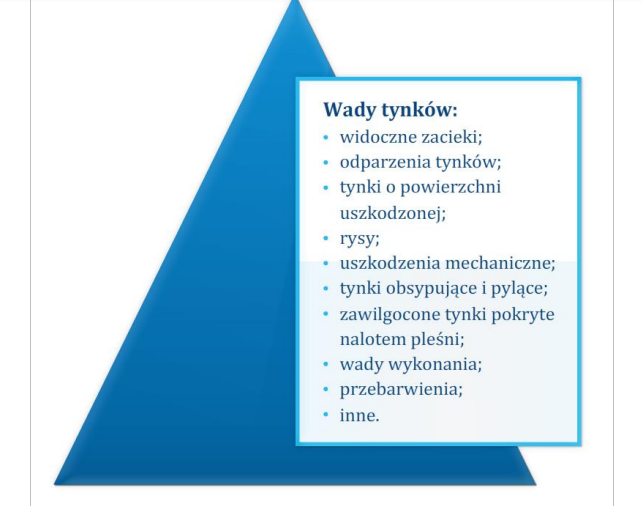 Wady tynków:
• widoczne zacieki;
• odparzenia tynków;
• tynki o powierzchni
uszkodzonej;
• rysy;
• uszkodzenia mechaniczne;
• tynki obsypujące i pylące;
• zawilgocone tynki pokryte
nalotem pleśni;
• wady wykonania;
• przebarwienia;
• inne.